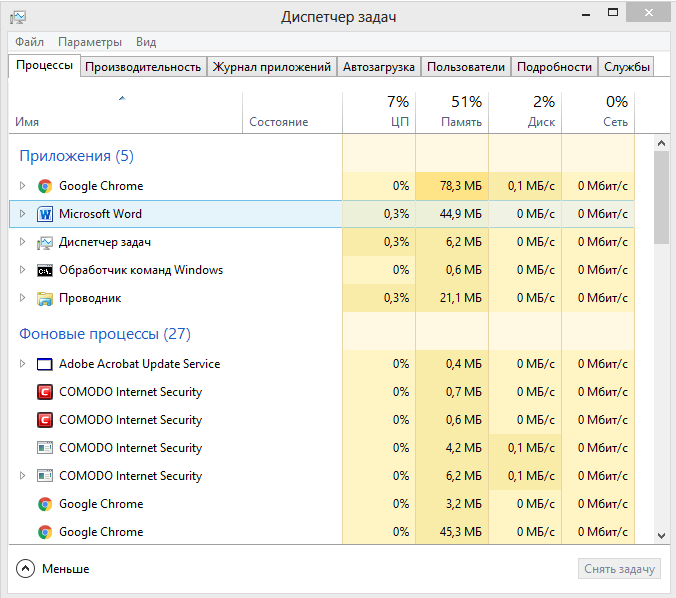 Диспетчер задач
Файл Параметры Вид
Процессы Производительность Журнал приложений Автозагрузка Пользователи Подробности Службы
7% 51% 2% 0%
Имя Состояние ЦП Память Диск Сеть
Приложения (5)
Google Chrome 0% 78,3 МБ 0,1 МБ/с 0 Мбит/с
Microsoft Word 0,3% 44,9 МБ 0 МБ/с 0 Мбит/с
Диспетчер задач 0,3% 6,2 МБ 0 МБ/с 0 Мбит/с
Обработчик команд Windows 0% 0,6 МБ 0 МБ/с 0 Мбит/с
Проводник 0,3% 21,1 МБ 0 МБ/с 0 Мбит/с
Фоновые процессы (27)
Adobe Acrobat Update Service 0% 0,4 МБ 0 МБ/с 0 Мбит/с
COMODO Internet Security 0% 0,7 МБ 0 МБ/с 0 Мбит/с
COMODO Internet Security 0% 0,6 МБ 0 МБ/с 0 Мбит/с
COMODO Internet Security 0% 4,2 МБ 0,1 МБ/с 0 Мбит/с
COMODO Internet Security 0% 6,2 МБ 0,1 МБ/с 0 Мбит/с
Google Chrome 0% 3,2 МБ 0 МБ/с 0 Мбит/с
Google Chrome 0% 45,3 МБ 0 МБ/с 0 Мбит/с
Меньше Снять задачу